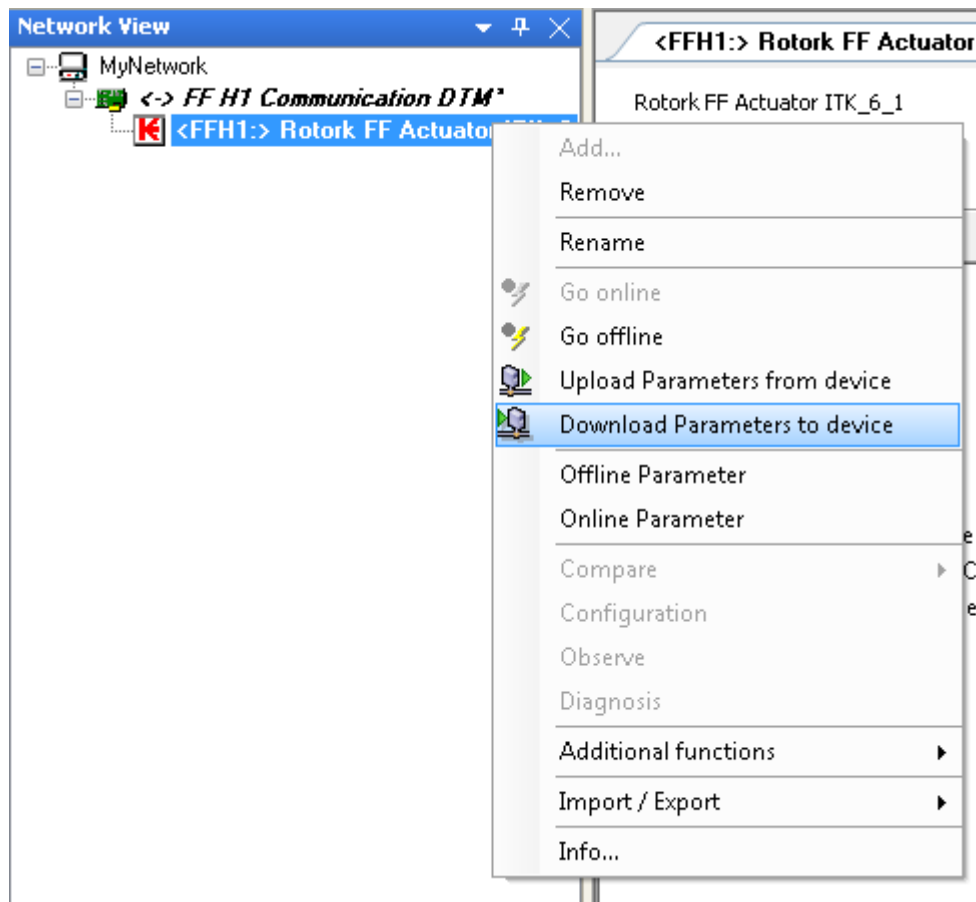 Network View
<FFH1:> Rotork FF Actuator
MyNetwork
<-> FF H1 Communication DTM*
<FFH1:> Rotork FF Actuator
Rotork FF Actuator ITK_6_1
Add...
Remove
Rename
Go online
Go offline
Upload Parameters from device
Download Parameters to device
Offline Parameter
Online Parameter
Compare
Configuration
Observe
Diagnosis
Additional functions
Import / Export
Info...